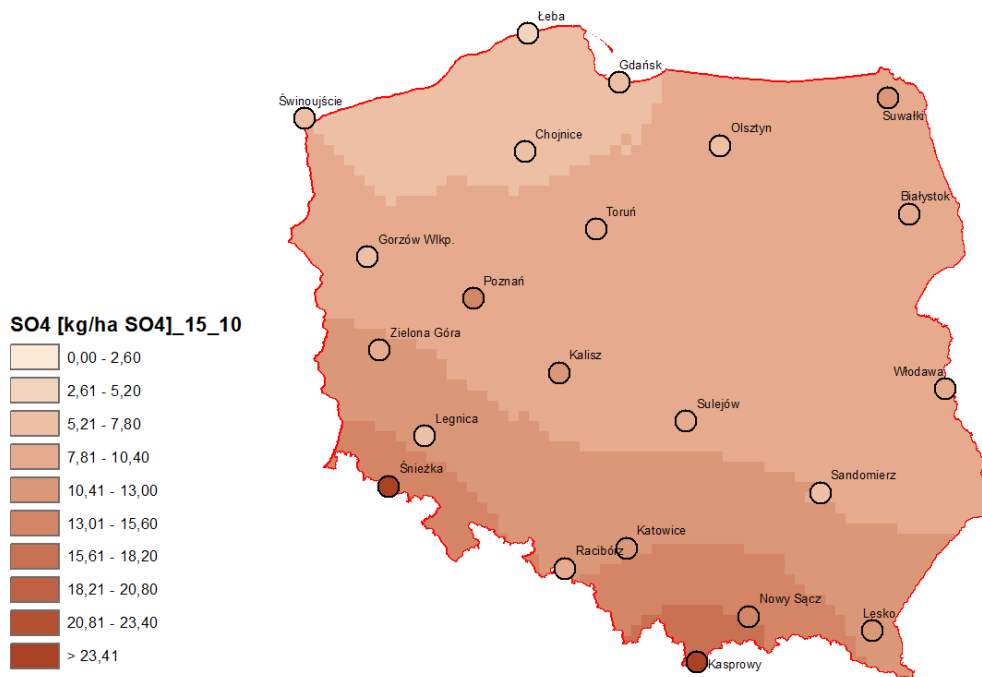 Łeba
Gdańsk
Świnoujście
Suwałki
Chojnice
Olsztyn
Białystok
Toruń
Gorzów Wlkp.
Poznań
SO4 [kg/ha SO4]_15_10
0,00 - 2,60
2,61 - 5,20
5,21 - 7,80
7,81 - 10,40
10,41 - 13,00
13,01 - 15,60
15,61 - 18,20
18,21 - 20,80
20,81 - 23,40
> 23,41
Zielona Góra
Kalisz
Włodawa
Sulejów
Legnica
Śnieżka
Sandomierz
Katowice
Racibórz
Nowy Sącz
Lesko
Kasprowy